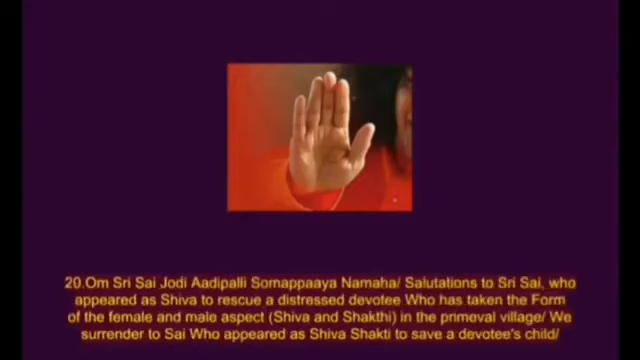 20.Om Sri Sai Jodi Aadipalli Somappaaya Namaha/ Salutations to Sri Sai, who
appeared as Shiva to rescue a distressed devotee Who has taken the Form
of the female and male aspect (Shiva and Shakthi) in the primeval village/ We
surrender to Sai Who appeared as Shiva Shakti to save a devotee's child/